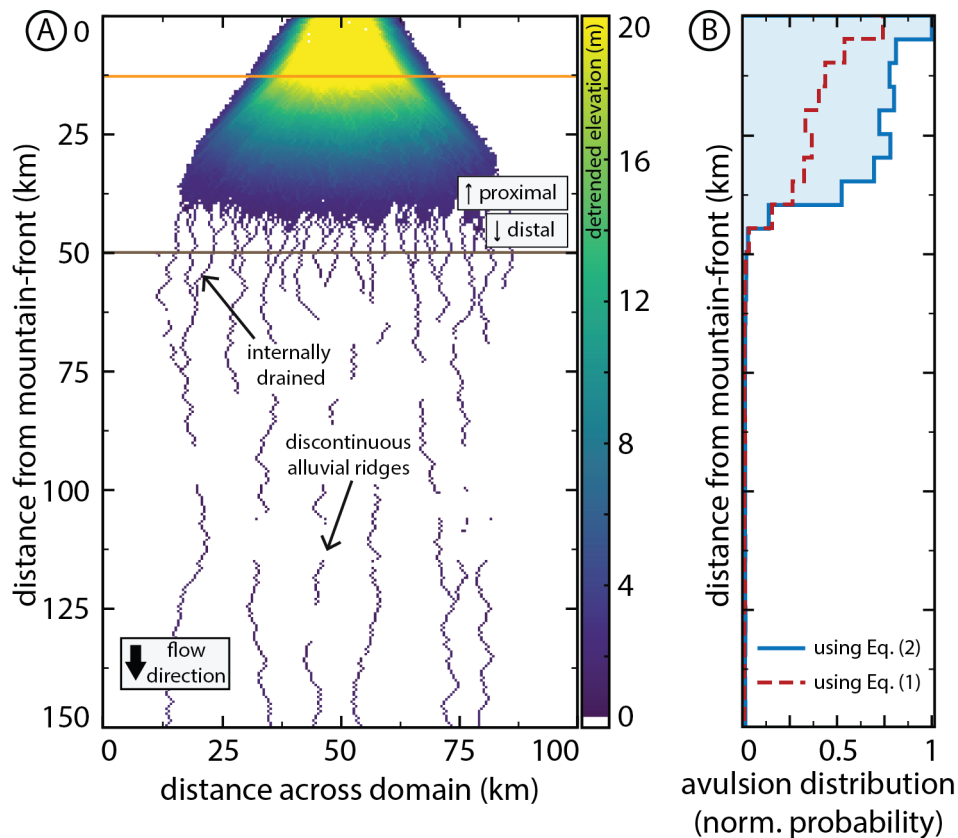 A
0
25
50
75
100
125
150
distance from mountain-front (km)
↑ proximal
↓ distal
internally
drained
discontinuous
alluvial ridges
flow
direction
0
25
50
75
100
distance across domain (km)
20
16
12
8
4
0
detrended elevation (m)
B
distance from mountain-front (km)
using Eq. (2)
using Eq. (1)
0
0.5
1
avulsion distribution
(norm. probability)